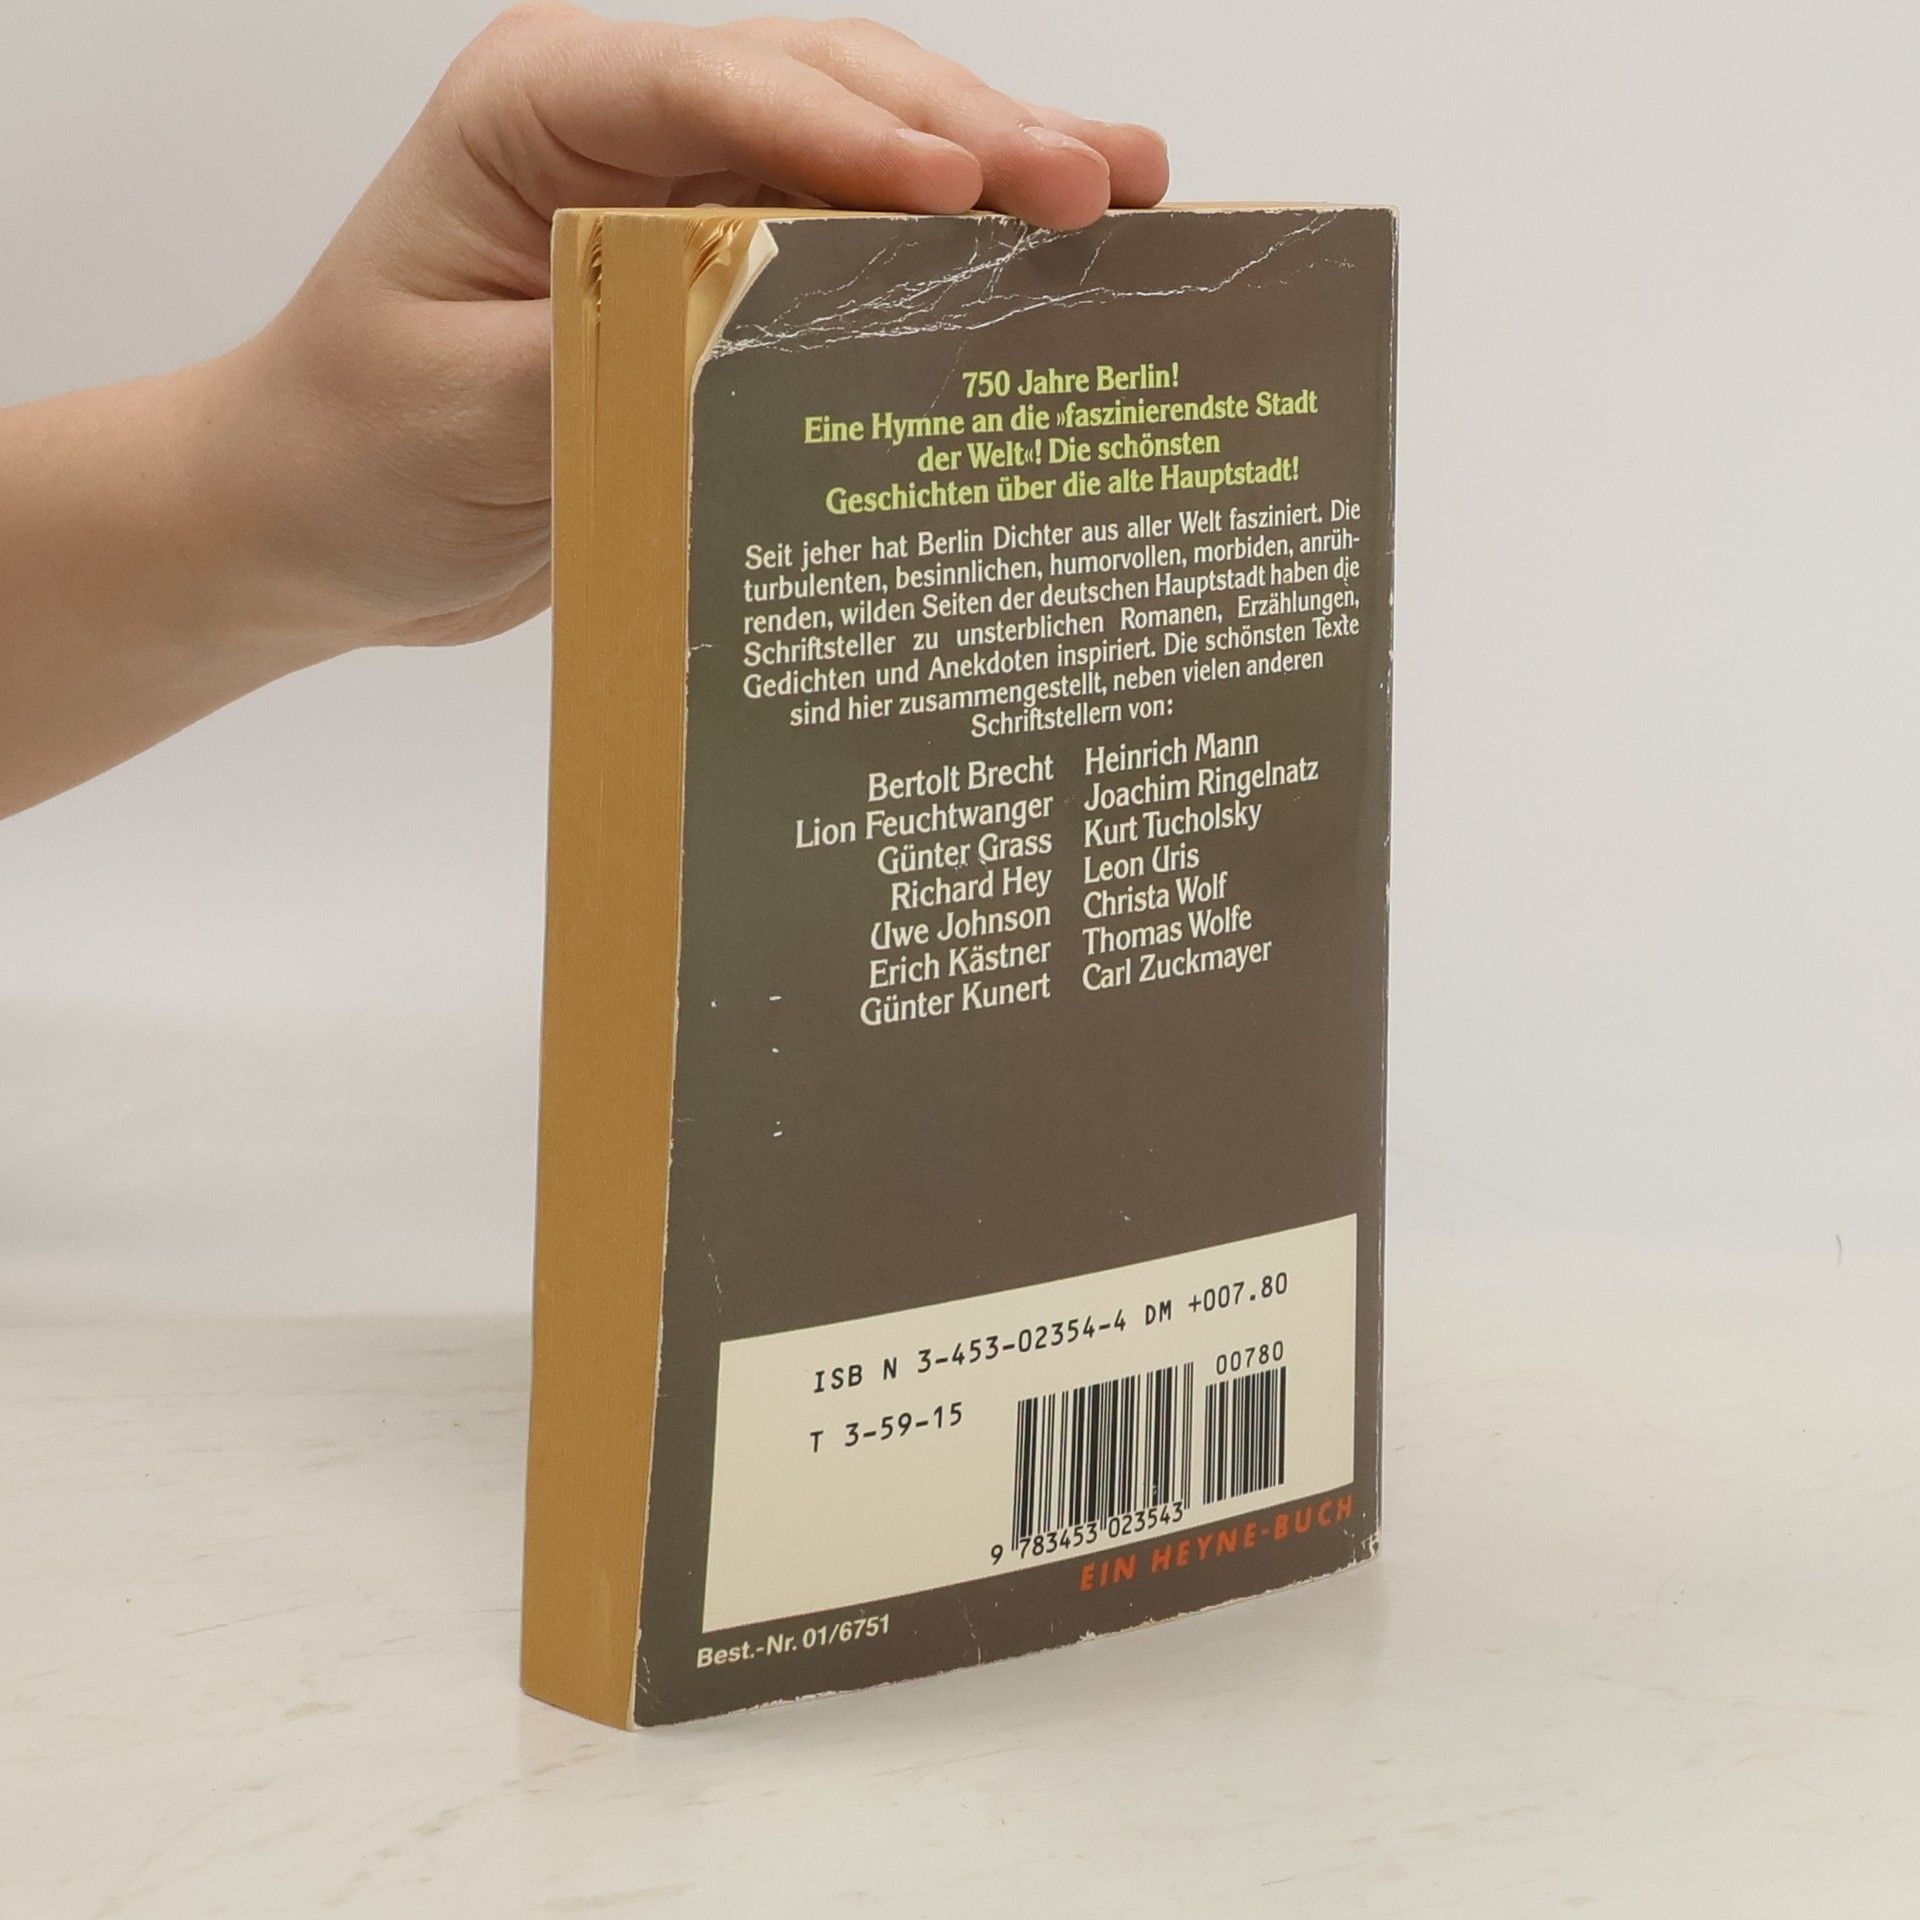 750 Jahre Berlin!
Eine Hymne an die »faszinierendste Stadt
der Welt«! Die schönsten
Geschichten über die alte Hauptstadt!
Seit jeher hat Berlin Dichter aus aller Welt fasziniert. Die
turbulenten, besinnlichen, humorvollen, morbiden, anrüh-
renden, wilden Seiten der deutschen Hauptstadt haben die
Schriftsteller zu unsterblichen Romanen, Erzählungen,
Gedichten und Anekdoten inspiriert. Die schönsten Texte
sind hier zusammengestellt, neben vielen anderen
Schriftstellern von:
Bertolt Brecht
Lion Feuchtwanger
Günter Grass
Richard Hey
Uwe Johnson
Erich Kästner
Günter Kunert
Heinrich Mann
Joachim Ringelnatz
Kurt Tucholsky
Leon Uris
Christa Wolf
Thomas Wolfe
Carl Zuckmayer
ISB N 3-453-02354-4 DM +007.80
T 3-59-15
00780
9 783453 023543
EIN HEYNE-BUCH
Best.-Nr. 01/6751